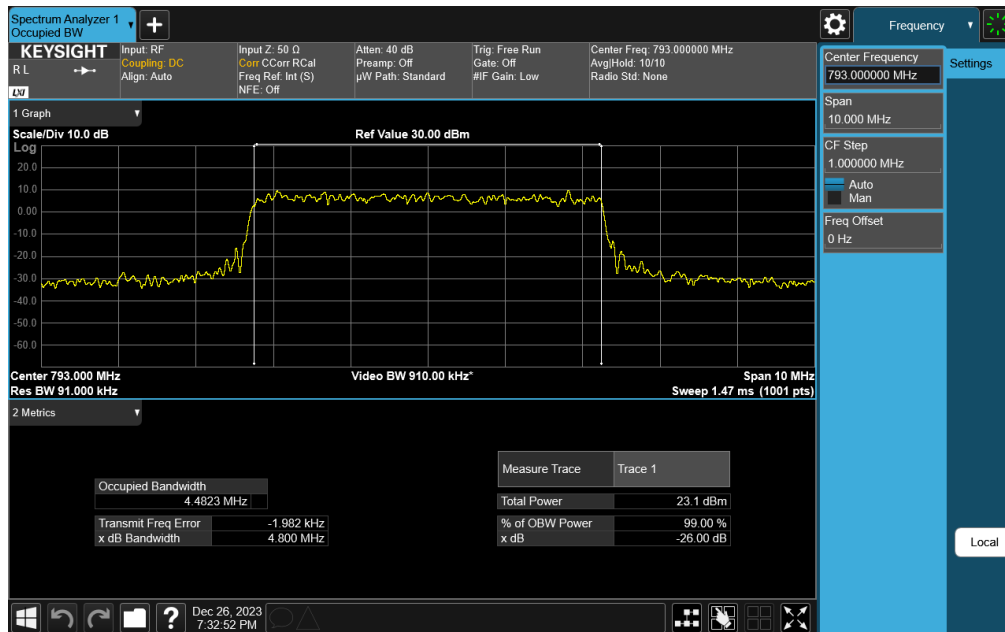 Spectrum Analyzer 1
Occupied BW
Frequency
KEYSIGHT
R L
LXI
Input: RF
Coupling: DC
Align: Auto
Input Z: 50 Ω
Corr CCorr RCal
Freq Ref: Int (S)
NFE: Off
Atten: 40 dB
Preamp: Off
µW Path: Standard
Trig: Free Run
Gate: Off
#IF Gain: Low
Center Freq: 793.000000 MHz
Avg|Hold: 10/10
Radio Std: None
Center Frequency
793.000000 MHz
Settings
Span
10.000 MHz
CF Step
1.000000 MHz
Auto
Man
Freq Offset
0 Hz
Local
1 Graph
Scale/Div 10.0 dB
Ref Value 30.00 dBm
Log
20.0
10.0
0.00
-10.0
-20.0
-30.0
-40.0
-50.0
-60.0
Center 793.000 MHz
Video BW 910.00 kHz*
Span 10 MHz
Res BW 91.000 kHz
Sweep 1.47 ms (1001 pts)
2 Metrics
Measure Trace
Trace 1
Occupied Bandwidth
4.4823 MHz
Total Power
23.1 dBm
Transmit Freq Error
-1.982 kHz
% of OBW Power
99.00 %
x dB Bandwidth
4.800 MHz
x dB
-26.00 dB
?
Dec 26, 2023
7:32:52 PM